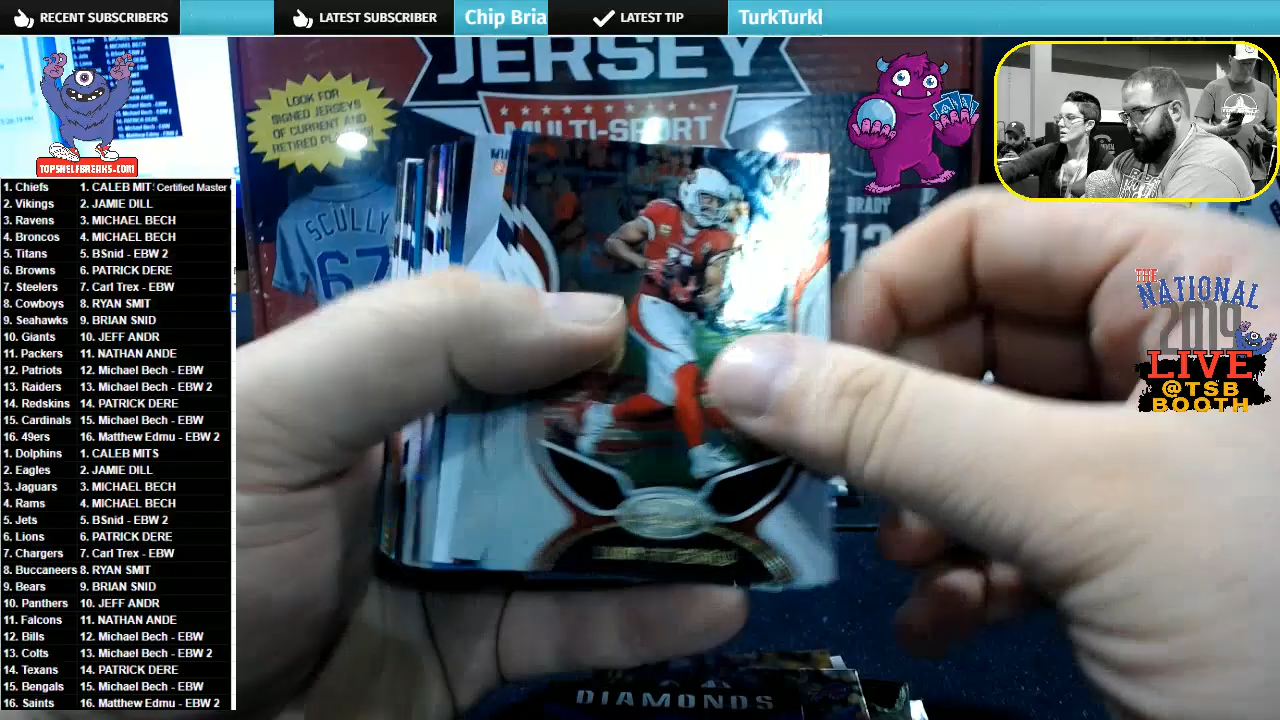 RECENT SUBSCRIBERS
LATEST SUBSCRIBER
Chip Bria
LATEST TIP
TurkTurkl
JERSEY
MULTI-SPORT
LOOK FOR
SIGNED JERSEYS
OF CURRENT AND
RETIRED
SCULLY
67
BRADY
12
TOPSHELFBREAKS.COM
THE
NATIONAL
2019
LIVE
@TSB
BOOTH
1. Chiefs 1. CALEB MIT: Certified Master
2. Vikings 2. JAMIE DILL
3. Ravens 3. MICHAEL BECH
4. Broncos 4. MICHAEL BECH
5. Titans 5. BSnid - EBW 2
6. Browns 6. PATRICK DERE
7. Steelers 7. Carl Trex - EBW
8. Cowboys 8. RYAN SMIT
9. Seahawks 9. BRIAN SNID
10. Giants 10. JEFF ANDR
11. Packers 11. NATHAN ANDE
12. Patriots 12. Michael Bech - EBW
13. Raiders 13. Michael Bech - EBW 2
14. Redskins 14. PATRICK DERE
15. Cardinals 15. Michael Bech - EBW
16. 49ers 16. Matthew Edmu - EBW 2
1. Dolphins 1. CALEB MITS
2. Eagles 2. JAMIE DILL
3. Jaguars 3. MICHAEL BECH
4. Rams 4. MICHAEL BECH
5. Jets 5. BSnid - EBW 2
6. Lions 6. PATRICK DERE
7. Chargers 7. Carl Trex - EBW
8. Buccaneers 8. RYAN SMIT
9. Bears 9. BRIAN SNID
10. Panthers 10. JEFF ANDR
11. Falcons 11. NATHAN ANDE
12. Bills 12. Michael Bech - EBW
13. Colts 13. Michael Bech - EBW 2
14. Texans 14. PATRICK DERE
15. Bengals 15. Michael Bech - EBW
16. Saints 16. Matthew Edmu - EBW 2
DIAMONDS